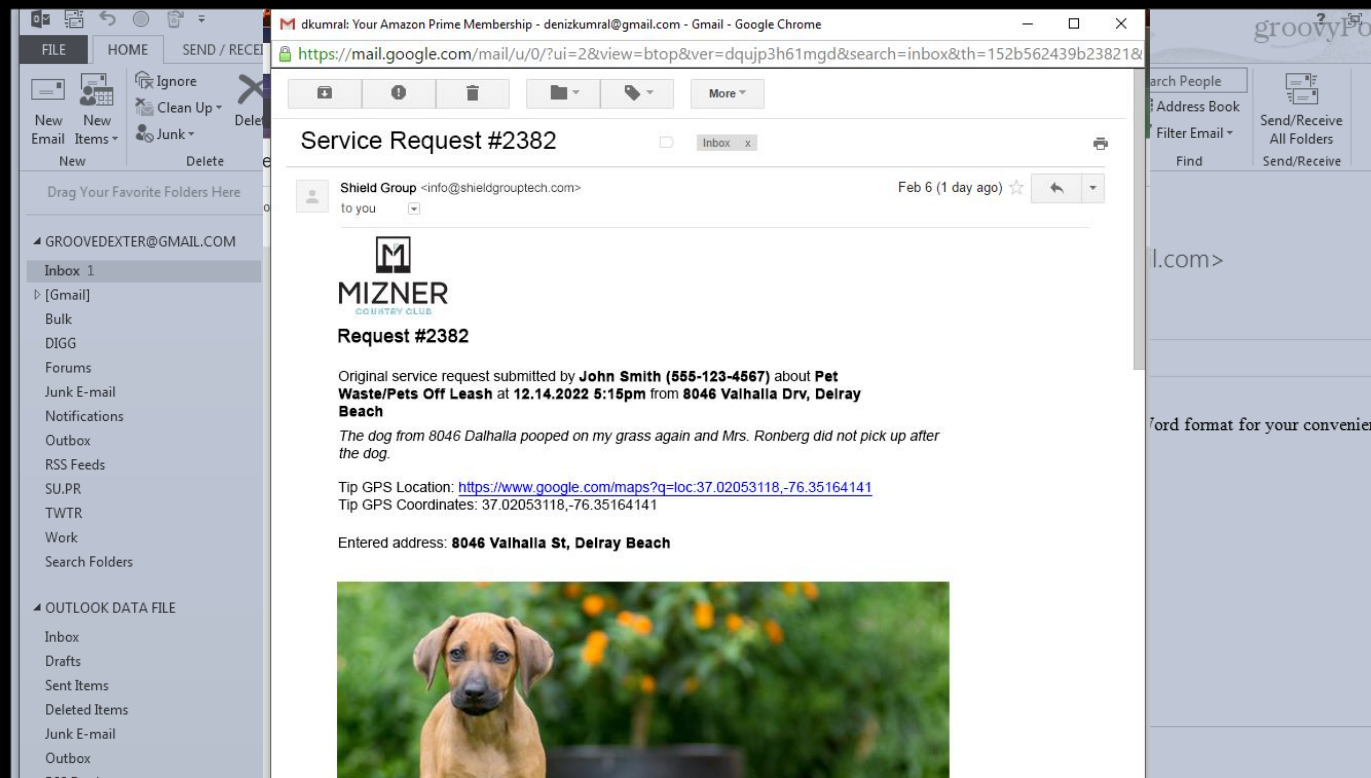 dkumral: Your Amazon Prime Membership - denizkumral@gmail.com - Gmail - Google Chrome
https://mail.google.com/mail/u/0/?ui=2&view=btop&ver=dqujp3h61mgd&search=inbox&th=152b562439b23821&
FILE HOME SEND / RECEI
New Email
New Items
Ignore
Clean Up
Junk
Delet
New
Delete
Drag Your Favorite Folders Here
GROOVEDEXTER@GMAIL.COM
Inbox 1
[Gmail]
Bulk
DIGG
Forums
Junk E-mail
Notifications
Outbox
RSS Feeds
SU.PR
TWTR
Work
Search Folders
OUTLOOK DATA FILE
Inbox
Drafts
Sent Items
Deleted Items
Junk E-mail
Outbox
More
Service Request #2382
Inbox x
Shield Group <info@shieldgrouptech.com>
Feb 6 (1 day ago)
to you
MIZNER
COUNTRY CLUB
Request #2382
Original service request submitted by John Smith (555-123-4567) about Pet
Waste/Pets Off Leash at 12.14.2022 5:15pm from 8046 Valhalla Drv, Delray
Beach
The dog from 8046 Dalhalla pooped on my grass again and Mrs. Ronberg did not pick up after
the dog.
Tip GPS Location: https://www.google.com/maps?q=loc:37.02053118,-76.35164141
Tip GPS Coordinates: 37.02053118,-76.35164141
Entered address: 8046 Valhalla St, Delray Beach
groovyPo
arch People
Address Book
Filter Email
Find
Send/Receive
All Folders
Send/Receive
l.com>
Word format for your convenien